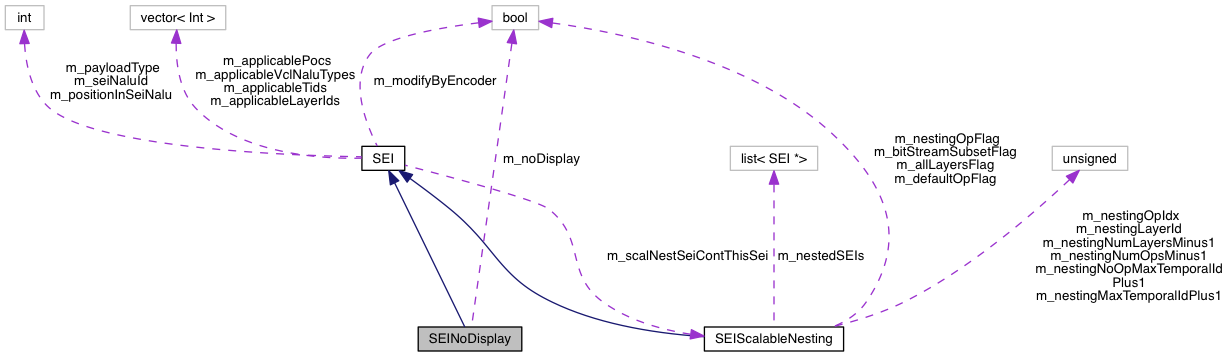 int
vector< Int >
bool
m_payloadType
m_seiNaluId
m_positionInSeiNalu
m_applicablePocs
m_applicableVclNaluTypes
m_applicableTids
m_applicableLayerIds
m_modifyByEncoder
m_noDisplay
m_nestingOpFlag
m_bitStreamSubsetFlag
m_allLayersFlag
m_defaultOpFlag
SEI
list< SEI *>
unsigned
m_scalNestSeiContThisSei
m_nestedSEIs
m_nestingOpIdx
m_nestingLayerId
m_nestingNumLayersMinus1
m_nestingNumOpsMinus1
m_nestingNoOpMaxTemporalId
Plus1
m_nestingMaxTemporalIdPlus1
SEINoDisplay
SEIScalableNesting